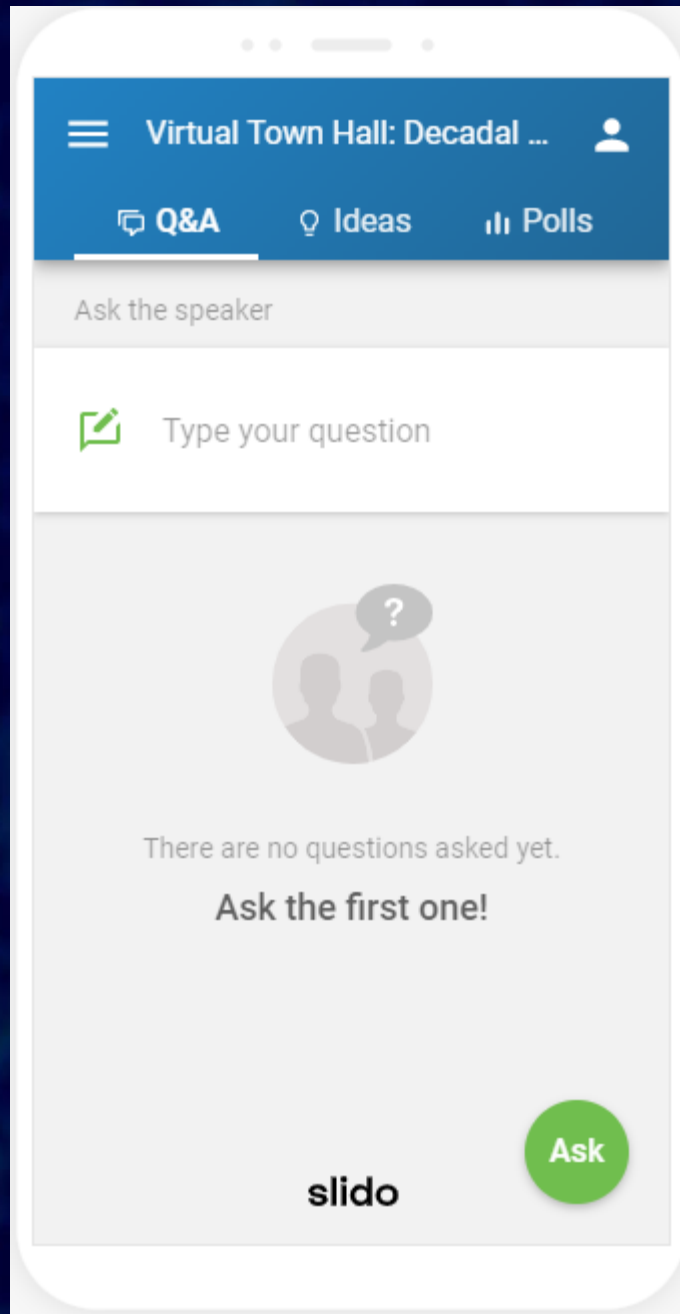 Virtual Town Hall: Decadal ...
Q&A Ideas Polls
Ask the speaker
Type your question
?
There are no questions asked yet.
Ask the first one!
Ask
slido